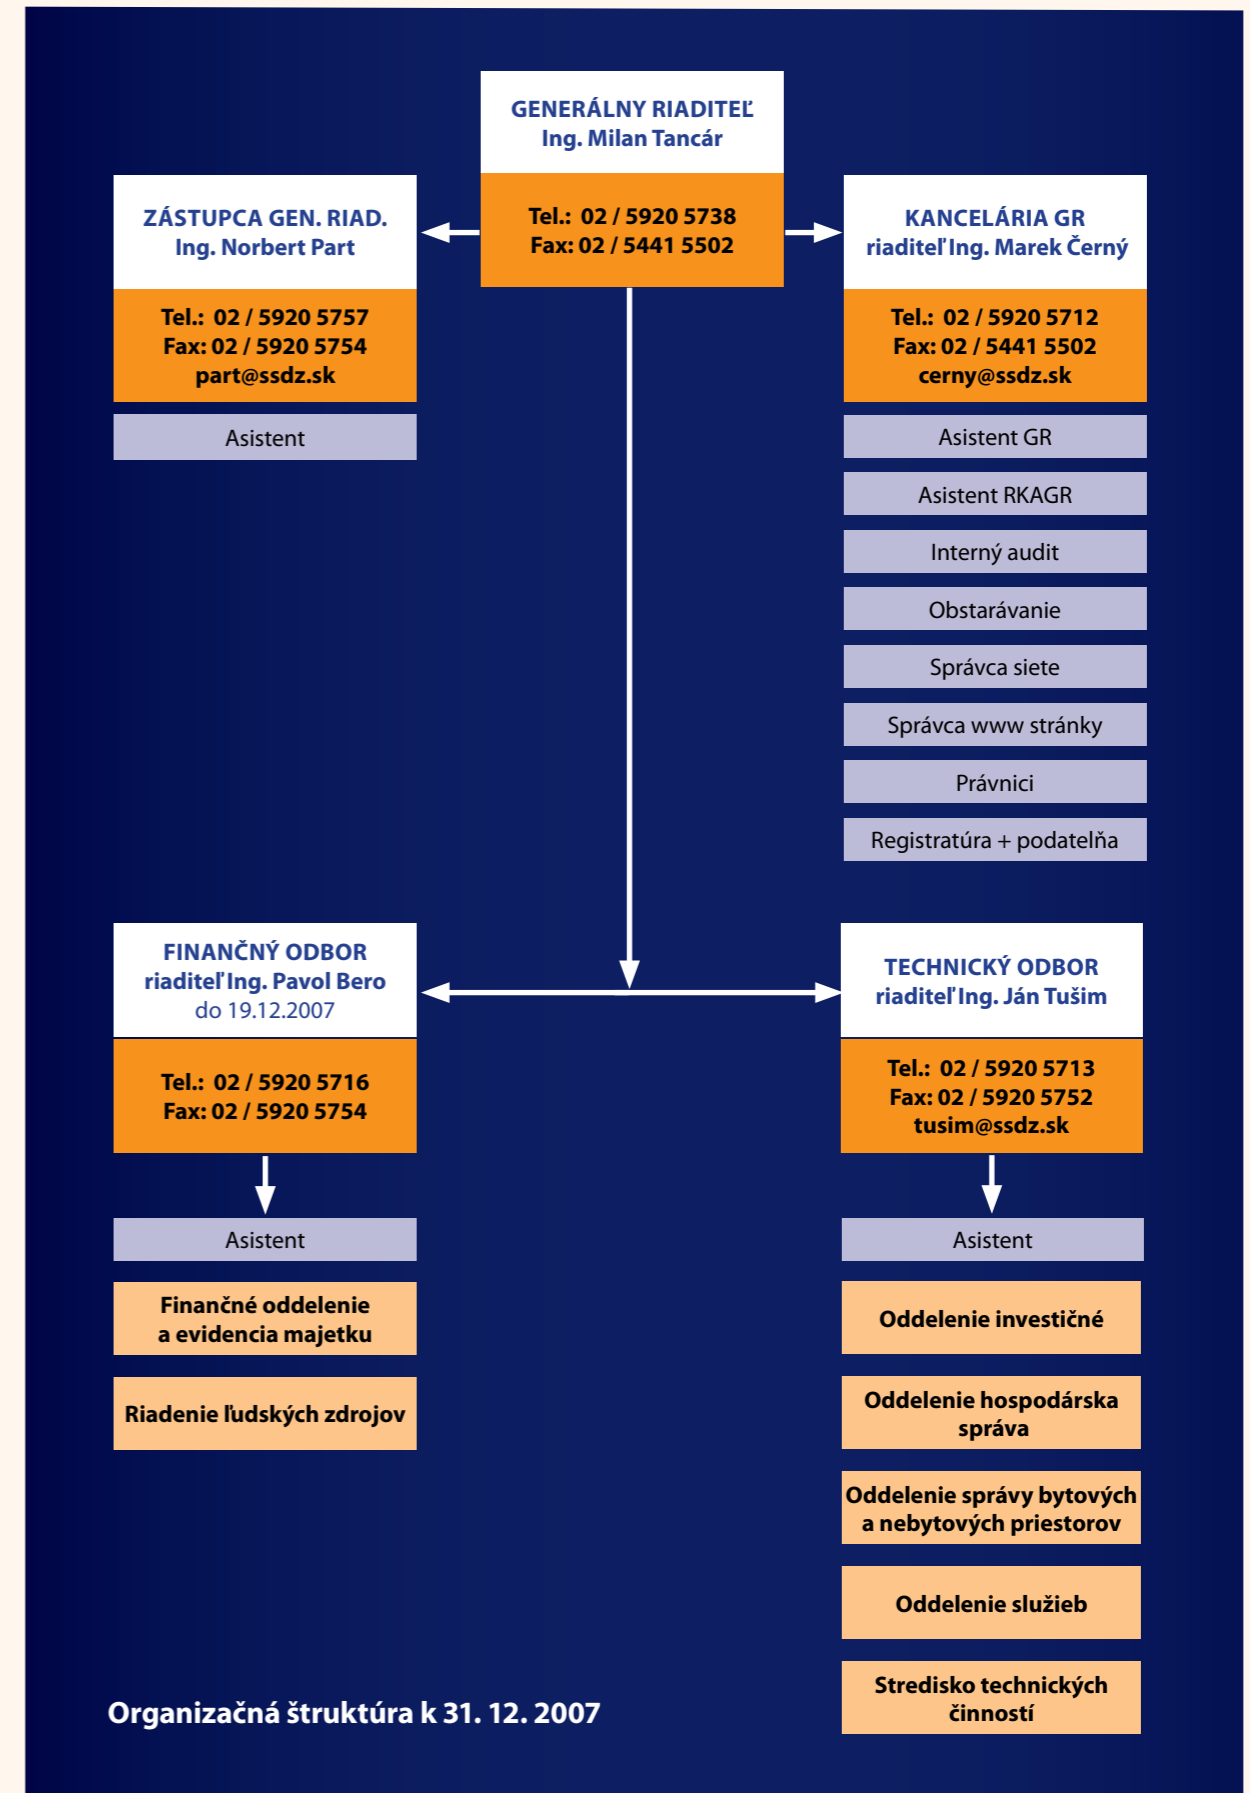 GENERÁLNY RIADITEĽ
Ing. Milan Tancár
Tel.: 02 / 5920 5738
Fax: 02 / 5441 5502
ZÁSTUPCA GEN. RIAD.
Ing. Norbert Part
Tel.: 02 / 5920 5757
Fax: 02 / 5920 5754
part@ssdz.sk
Asistent
KANCELÁRIA GR
riaditeľ Ing. Marek Černý
Tel.: 02 / 5920 5712
Fax: 02 / 5441 5502
cerny@ssdz.sk
Asistent GR
Asistent RKAGR
Interný audit
Obstarávanie
Správca siete
Správca www stránky
Právnici
Registratúra + podatelňa
FINANČNÝ ODBOR
riaditeľ Ing. Pavol Bero
do 19.12.2007
Tel.: 02 / 5920 5716
Fax: 02 / 5920 5754
Asistent
Finančné oddelenie
a evidencia majetku
Riadenie ľudských zdrojov
TECHNICKÝ ODBOR
riaditeľ Ing. Ján Tušim
Tel.: 02 / 5920 5713
Fax: 02 / 5920 5752
tusim@ssdz.sk
Asistent
Oddelenie investičné
Oddelenie hospodárska
správa
Oddelenie správy bytových
a nebytových priestorov
Oddelenie služieb
Stredisko technických
činností
Organizačná štruktúra k 31. 12. 2007